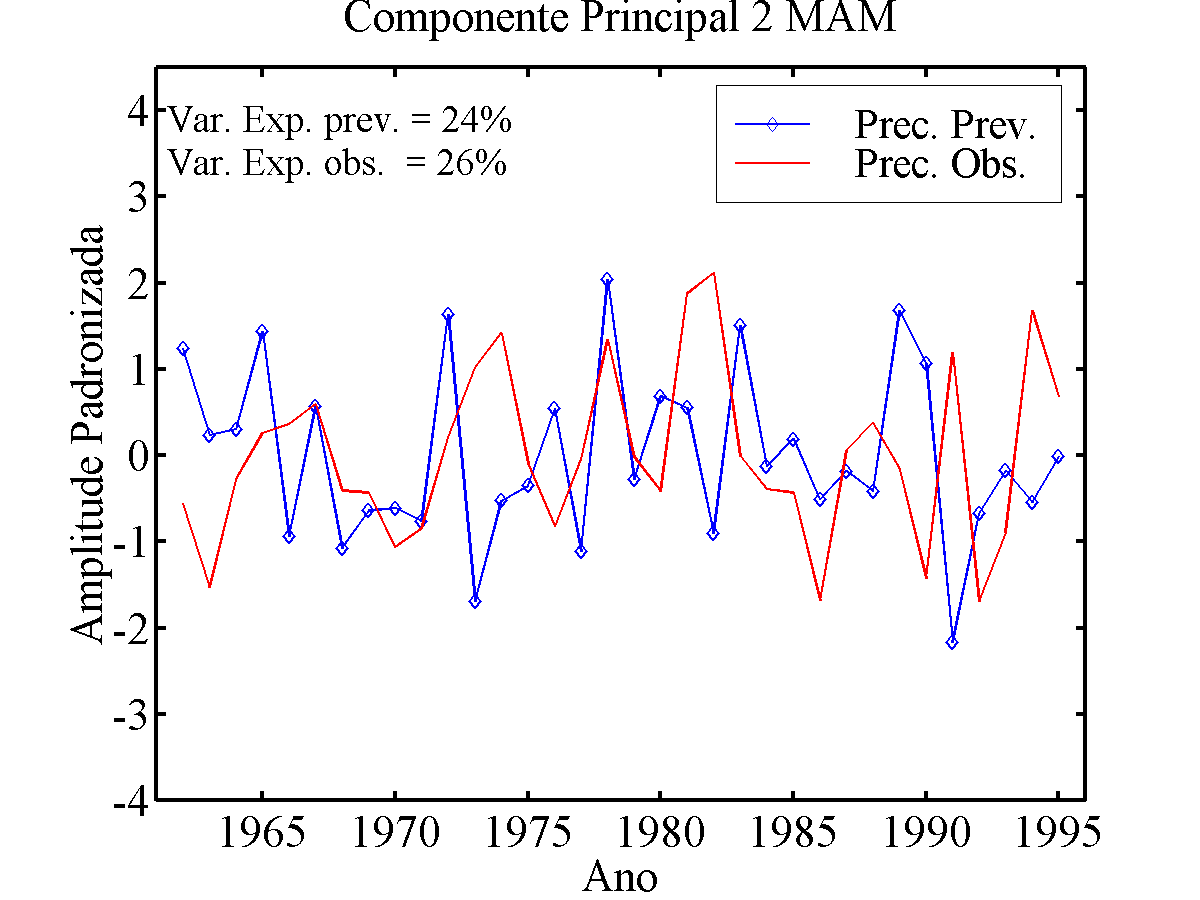 Componente Principal 2 MAM
Var. Exp. prev. = 24%
Var. Exp. obs. = 26%
Prec. Prev.
Prec. Obs.
Amplitude Padronizada
4
3
2
1
0
-1
-2
-3
-4
1965 1970 1975 1980 1985 1990 1995
Ano